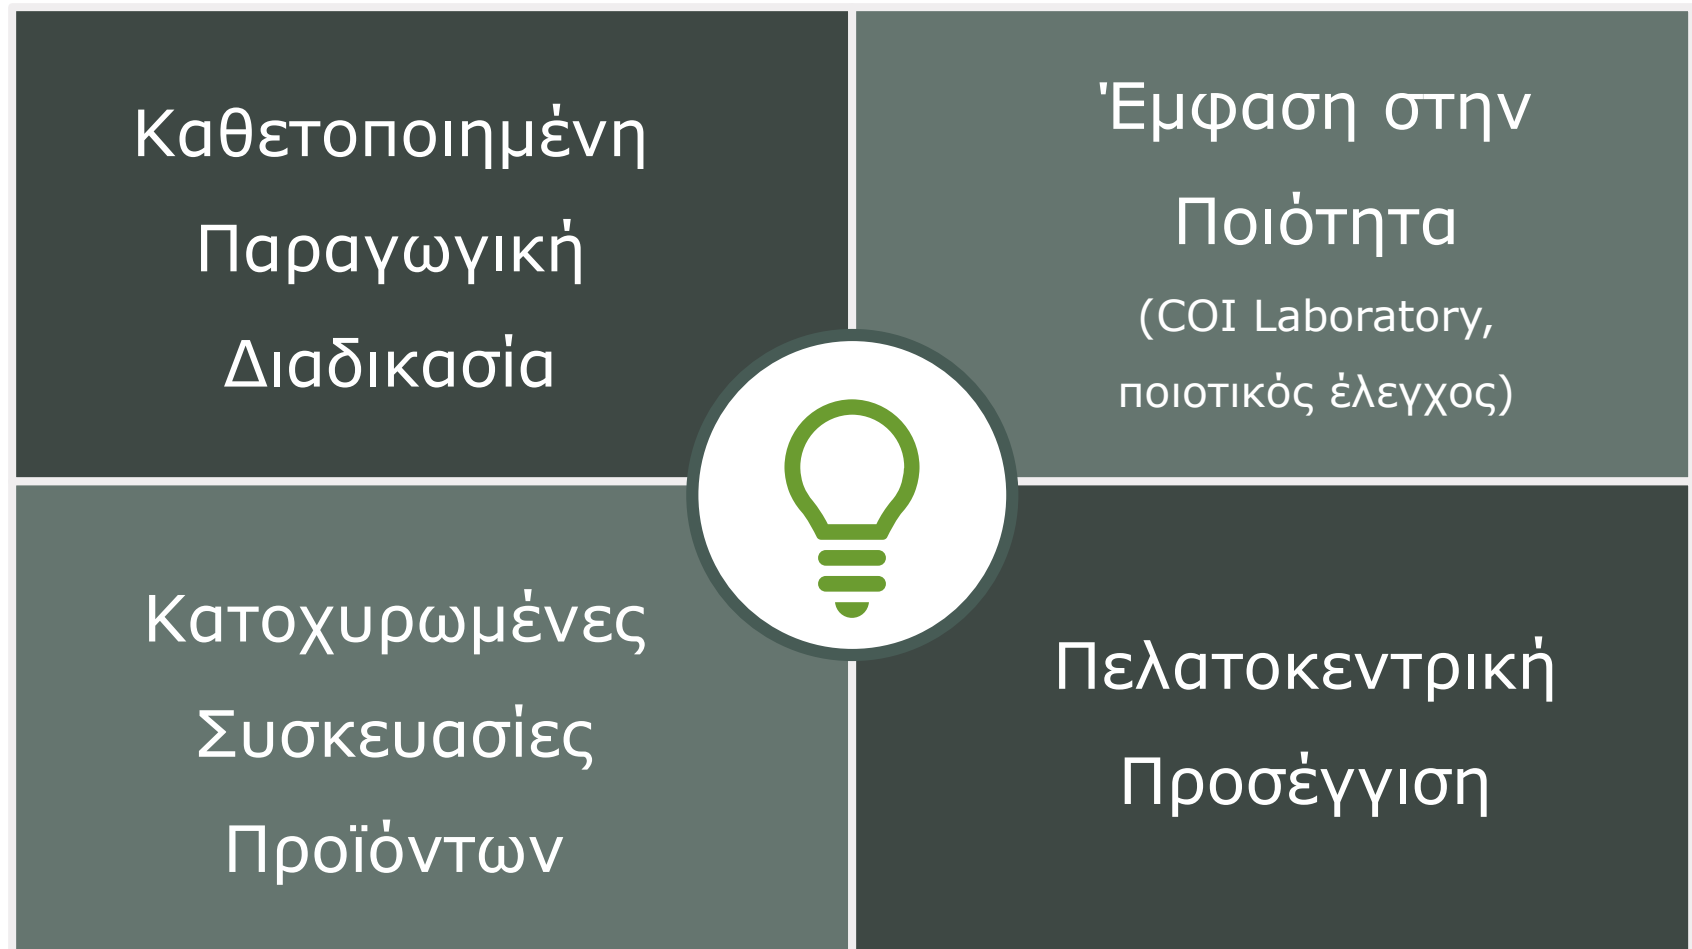 Καθετοποιημένη
Παραγωγική
Διαδικασία
Έμφαση στην
Ποιότητα
(COI Laboratory,
ποιοτικός έλεγχος)
Κατοχυρωμένες
Συσκευασίες
Προϊόντων
Πελατοκεντρική
Προσέγγιση